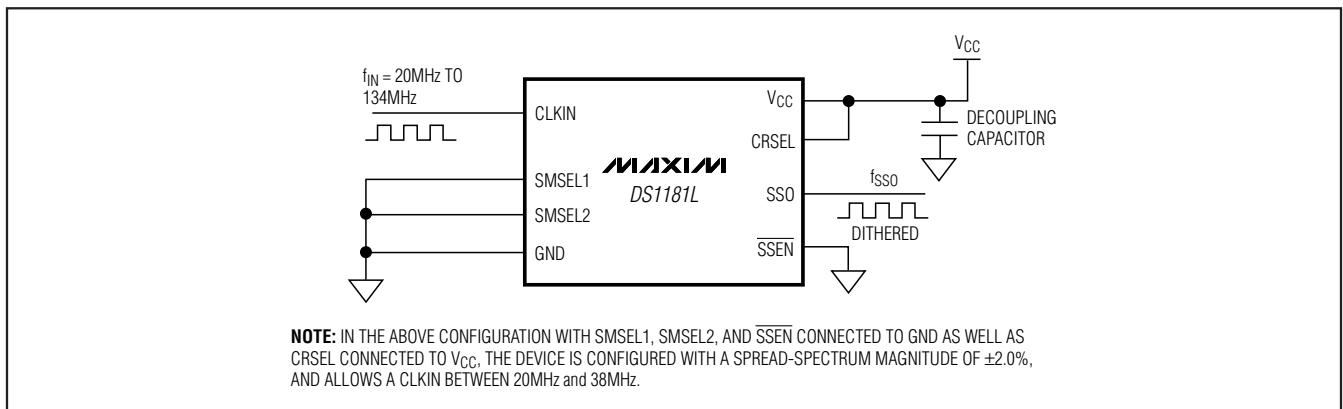 f_IN = 20MHz TO
134MHz
CLKIN
SMSEL1
SMSEL2
GND
MAXIM
DS1181L
V_CC
CRSEL
SSO
S̅S̅E̅N̅
V_CC
DECOUPLING
CAPACITOR
f_SSO
DITHERED
NOTE: IN THE ABOVE CONFIGURATION WITH SMSEL1, SMSEL2, AND S̅S̅E̅N̅ CONNECTED TO GND AS WELL AS
CRSEL CONNECTED TO V_CC, THE DEVICE IS CONFIGURED WITH A SPREAD-SPECTRUM MAGNITUDE OF ±2.0%,
AND ALLOWS A CLKIN BETWEEN 20MHz and 38MHz.